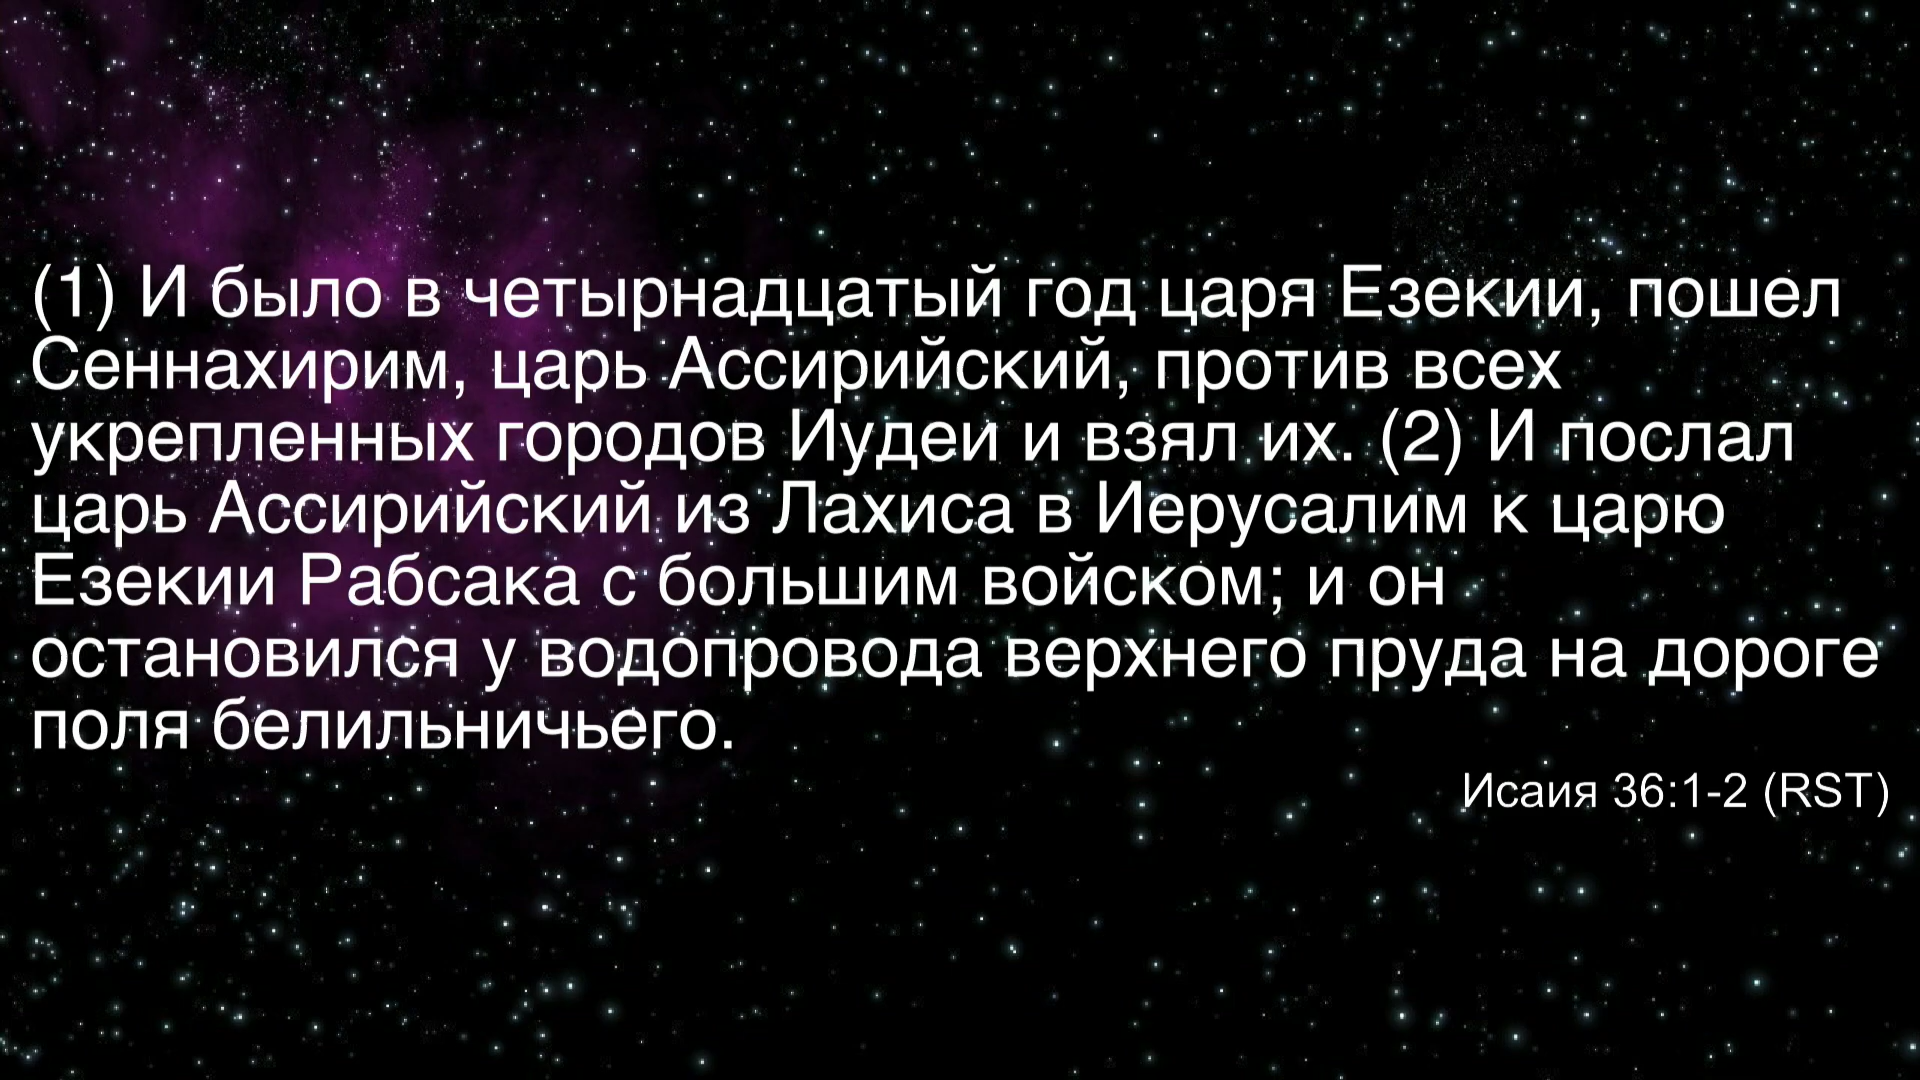 (1) И было в четырнадцатый год царя Езекии, пошел
Сеннахирим, царь Ассирийский, против всех
укрепленных городов Иудеи и взял их. (2) И послал
царь Ассирийский из Лахиса в Иерусалим к царю
Езекии Рабсака с большим войском; и он
остановился у водопровода верхнего пруда на дороге
поля белильничьего.
Исаия 36:1-2 (RST)